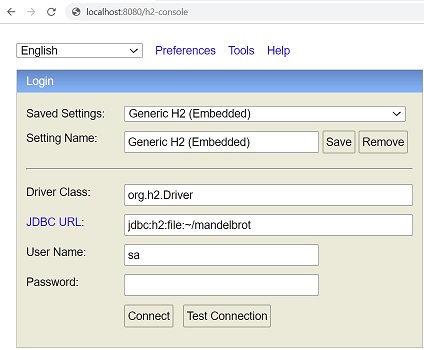 localhost:8080/h2-console
English Preferences Tools Help
Login
Saved Settings: Generic H2 (Embedded)
Setting Name: Generic H2 (Embedded) Save Remove
Driver Class: org.h2.Driver
JDBC URL: jdbc:h2:file:~/mandelbrot
User Name: sa
Password:
Connect Test Connection